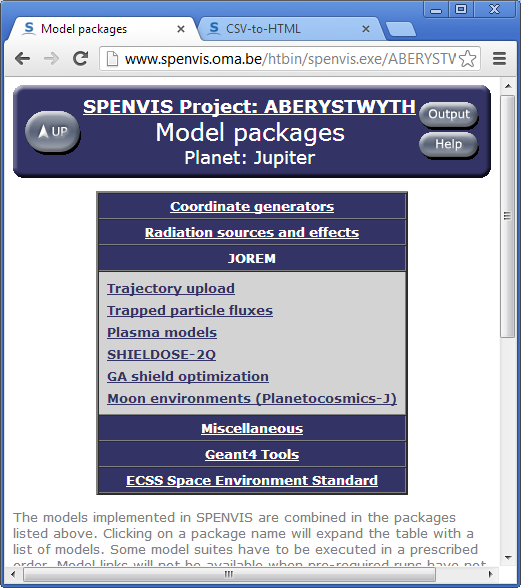 Model packages
CSV-to-HTML
www.spenvis.oma.be/htbin/spenvis.exe/ABERYSTW
UP
SPENVIS Project: ABERYSTWYTH
Model packages
Planet: Jupiter
Output
Help
Coordinate generators
Radiation sources and effects
JOREM
Trajectory upload
Trapped particle fluxes
Plasma models
SHIELDOSE-2Q
GA shield optimization
Moon environments (Planetocosmics-J)
Miscellaneous
Geant4 Tools
ECSS Space Environment Standard
The models implemented in SPENVIS are combined in the packages
listed above. Clicking on a package name will expand the table with a
list of models. Some model suites have to be executed in a prescribed
order. Model links will not be available when pre-required runs have not